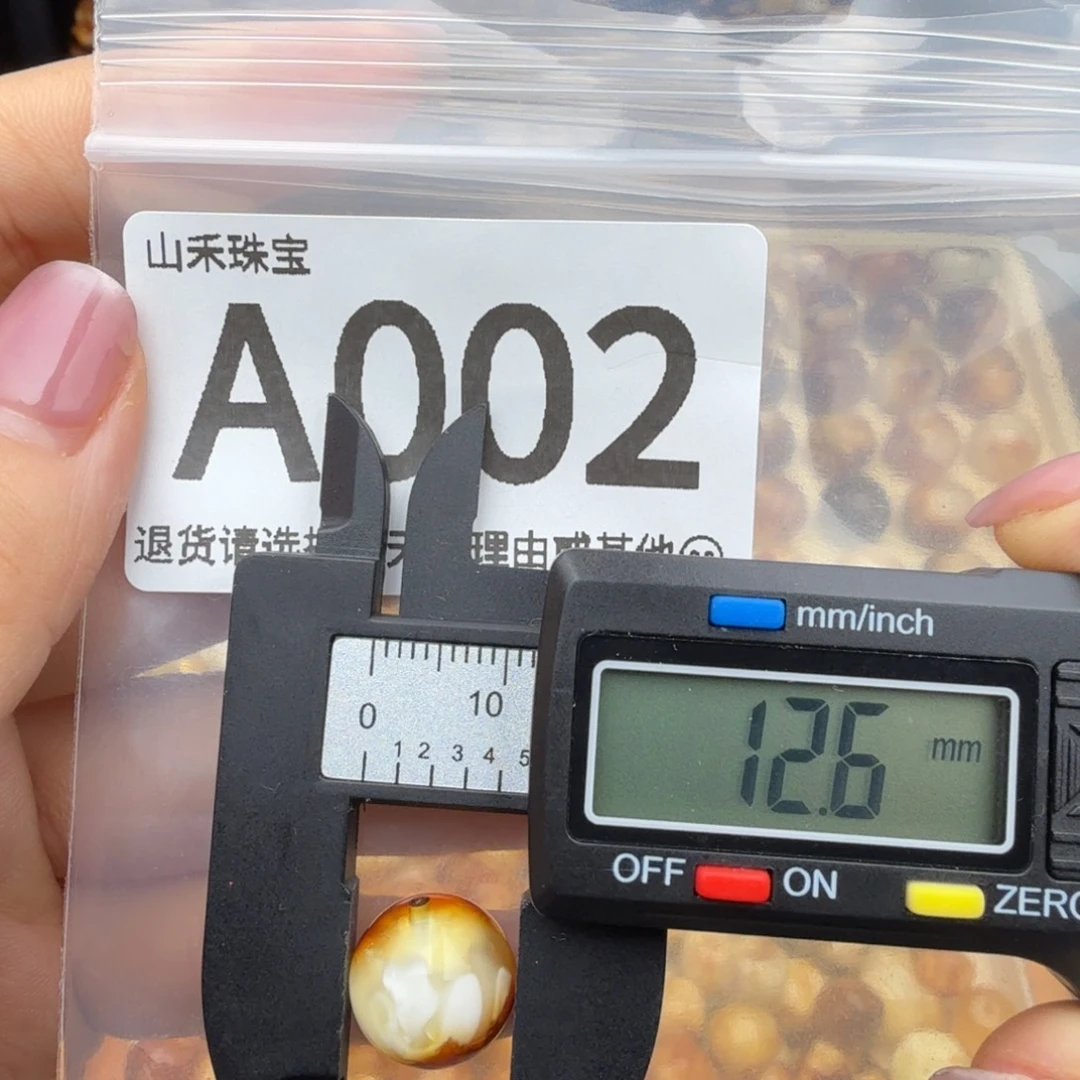 山禾珠宝
A002
退货请选 理由或其他
mm/inch
12.6 mm
0 10
1 2 3 4 5
OFF ON ZERO